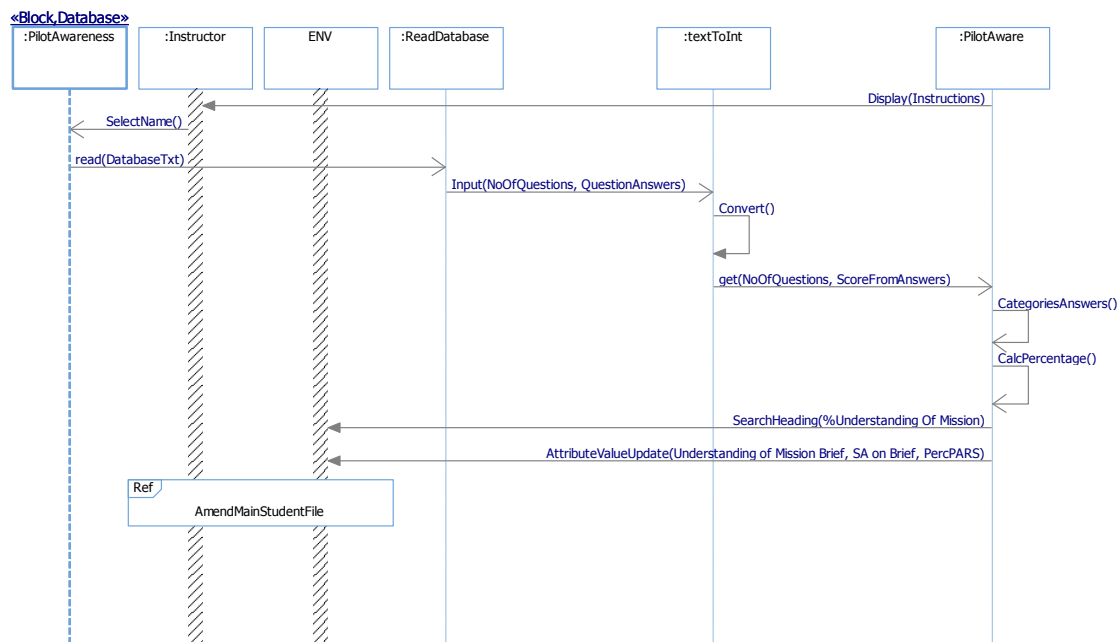 «Block,Database»
:PilotAwareness
:Instructor
ENV
:ReadDatabase
:textToInt
:PilotAware
Display(Instructions)
SelectName()
read(DatabaseTxt)
Input(NoOfQuestions, QuestionAnswers)
Convert()
get(NoOfQuestions, ScoreFromAnswers)
CategoriesAnswers()
CalcPercentage()
SearchHeading(%Understanding Of Mission)
AttributeValueUpdate(Understanding of Mission Brief, SA on Brief, PercPARS)
Ref
AmendMainStudentFile